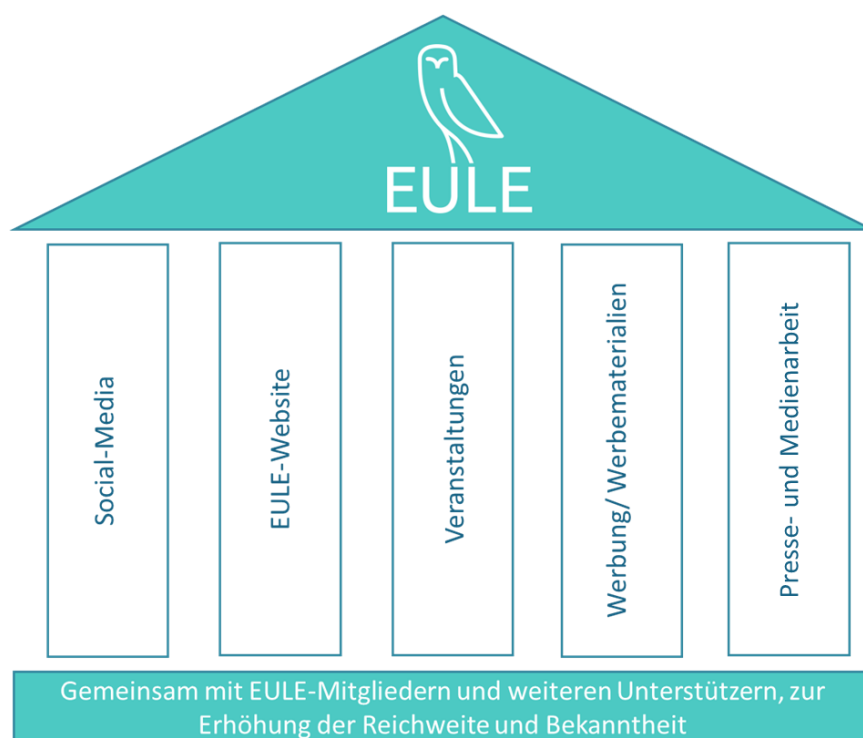 EULE
Social-Media
EULE-Website
Veranstaltungen
Werbung/ Werbematerialien
Presse- und Medienarbeit
Gemeinsam mit EULE-Mitgliedern und weiteren Unterstützern, zur
Erhöhung der Reichweite und Bekanntheit